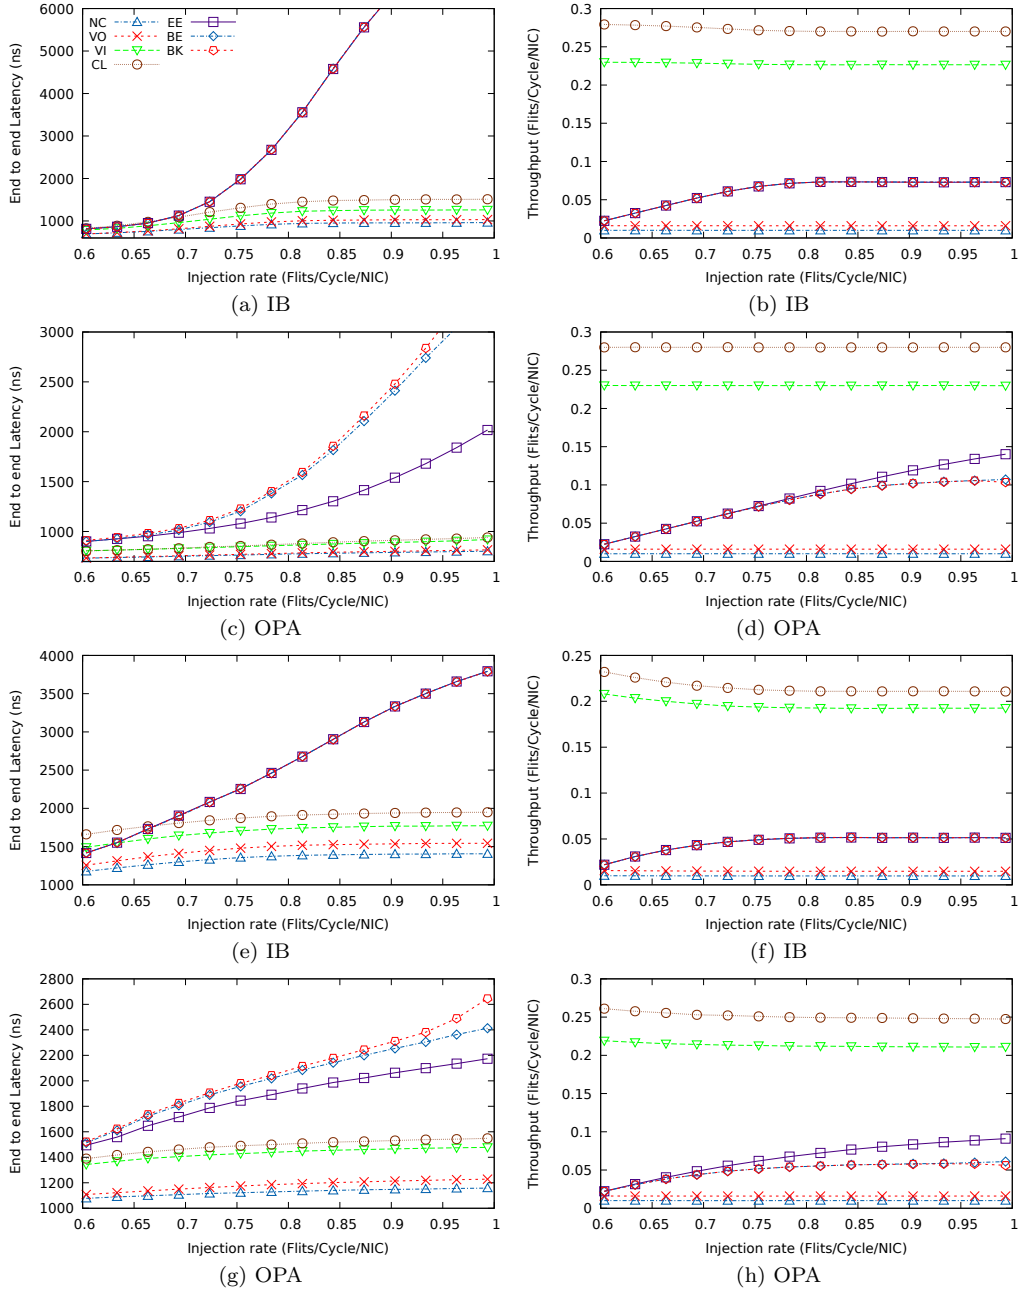 End to end Latency (ns)
6000
5000
4000
3000
2000
1000
NC
VO
VI
CL
EE
BE
BK
0.6 0.65 0.7 0.75 0.8 0.85 0.9 0.95 1
Injection rate (Flits/Cycle/NIC)
(a) IB
Throughput (Flits/Cycle/NIC)
0.3
0.25
0.2
0.15
0.1
0.05
0
0.6 0.65 0.7 0.75 0.8 0.85 0.9 0.95 1
Injection rate (Flits/Cycle/NIC)
(b) IB
End to end Latency (ns)
3000
2500
2000
1500
1000
0.6 0.65 0.7 0.75 0.8 0.85 0.9 0.95 1
Injection rate (Flits/Cycle/NIC)
(c) OPA
Throughput (Flits/Cycle/NIC)
0.3
0.25
0.2
0.15
0.1
0.05
0
0.6 0.65 0.7 0.75 0.8 0.85 0.9 0.95 1
Injection rate (Flits/Cycle/NIC)
(d) OPA
End to end Latency (ns)
4000
3500
3000
2500
2000
1500
1000
0.6 0.65 0.7 0.75 0.8 0.85 0.9 0.95 1
Injection rate (Flits/Cycle/NIC)
(e) IB
Throughput (Flits/Cycle/NIC)
0.25
0.2
0.15
0.1
0.05
0
0.6 0.65 0.7 0.75 0.8 0.85 0.9 0.95 1
Injection rate (Flits/Cycle/NIC)
(f) IB
End to end Latency (ns)
2800
2600
2400
2200
2000
1800
1600
1400
1200
1000
0.6 0.65 0.7 0.75 0.8 0.85 0.9 0.95 1
Injection rate (Flits/Cycle/NIC)
(g) OPA
Throughput (Flits/Cycle/NIC)
0.3
0.25
0.2
0.15
0.1
0.05
0
0.6 0.65 0.7 0.75 0.8 0.85 0.9 0.95 1
Injection rate (Flits/Cycle/NIC)
(h) OPA